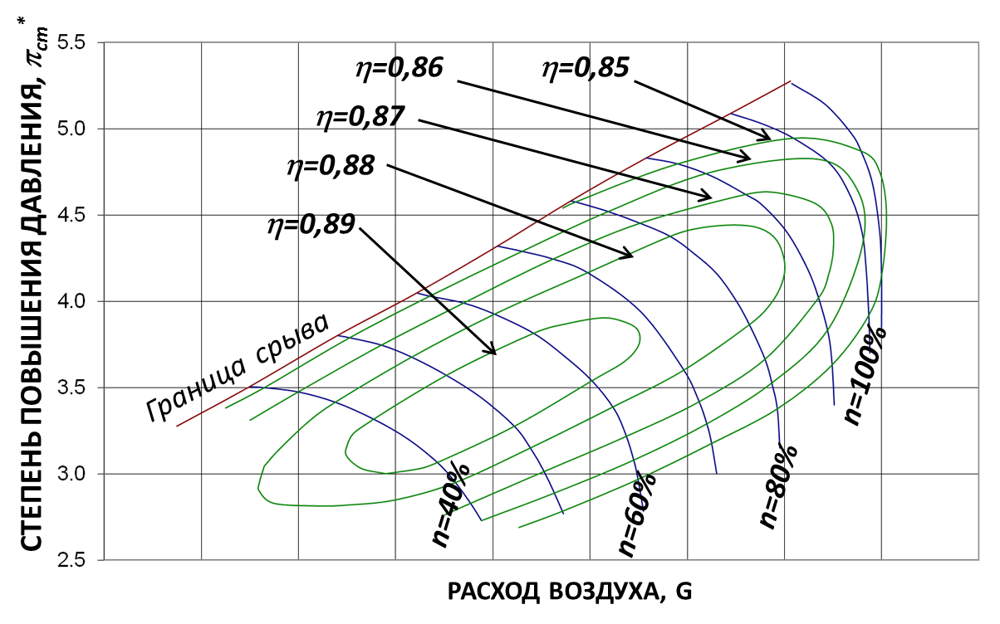 СТЕПЕНЬ ПОВЫШЕНИЯ ДАВЛЕНИЯ, πст*
5.5
5.0
4.5
4.0
3.5
3.0
2.5
η=0,86
η=0,85
η=0,87
η=0,88
η=0,89
Граница срыва
n=100%
n=80%
n=60%
n=40%
РАСХОД ВОЗДУХА, G